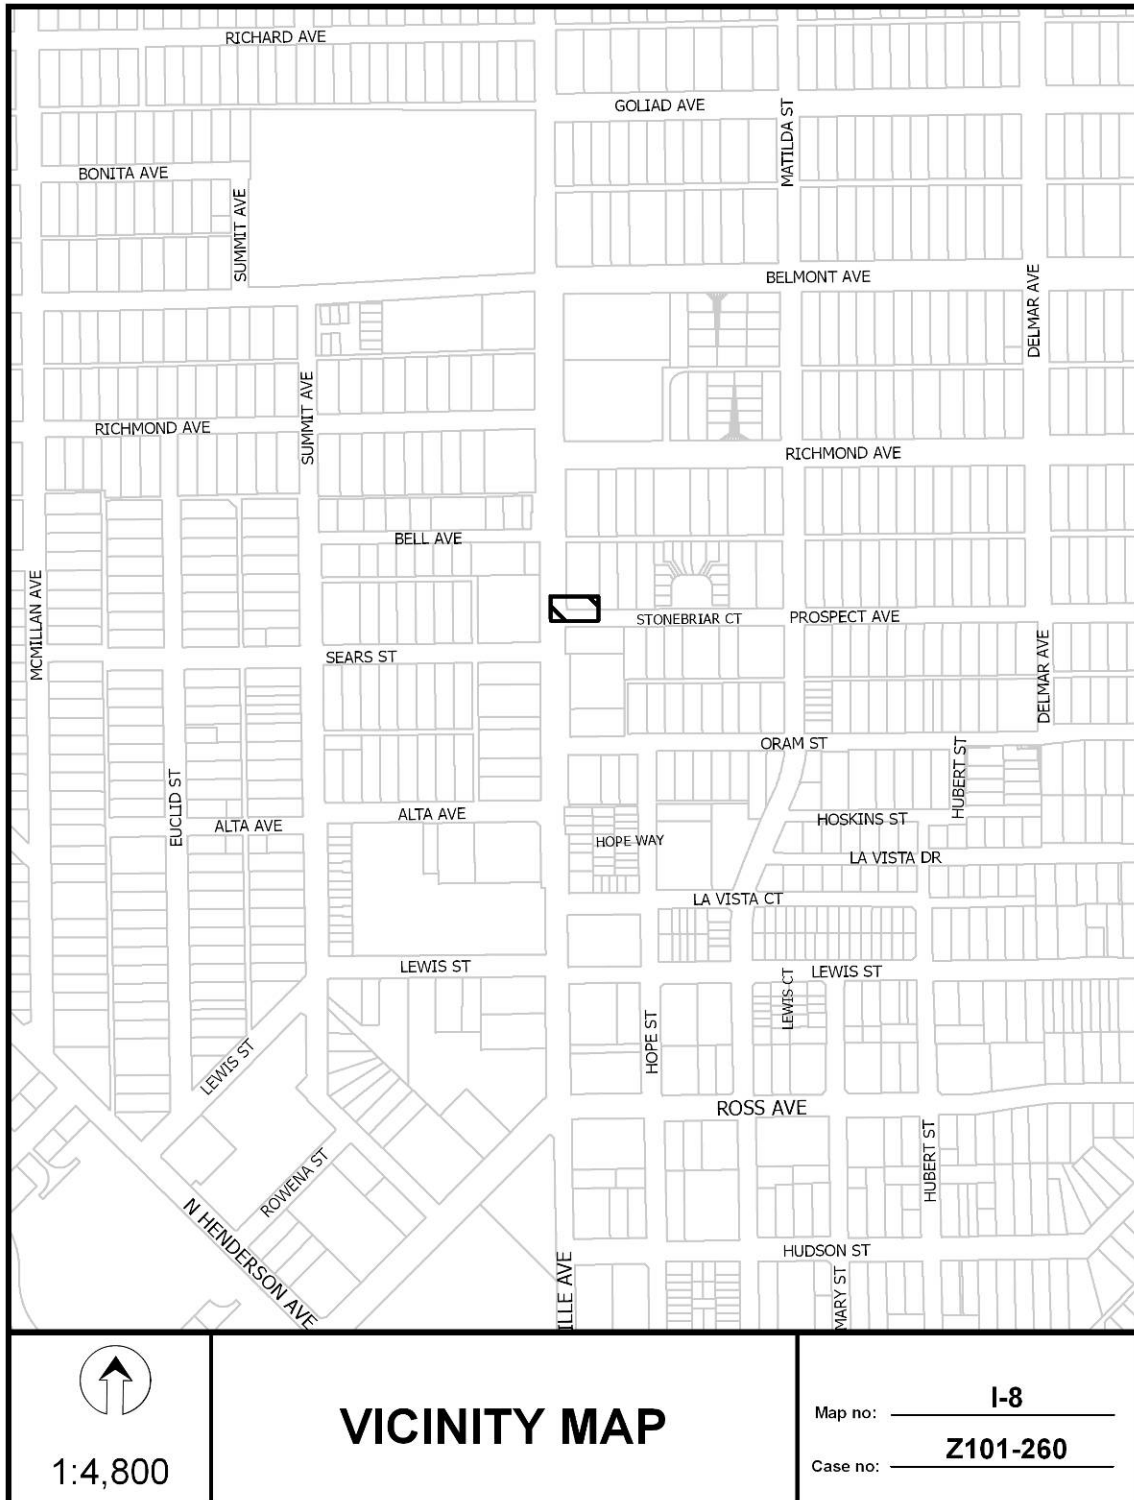 RICHARD AVE
GOLIAD AVE
MATILDA ST
BONITA AVE
SUMMIT AVE
BELMONT AVE
DELMAR AVE
SUMMIT AVE
RICHMOND AVE
RICHMOND AVE
BELL AVE
MCMILLAN AVE
STONEBRIAR CT
PROSPECT AVE
SEARS ST
DELMAR AVE
ORAM ST
HUBERT ST
EUCLID ST
ALTA AVE
ALTA AVE
HOSKINS ST
HOPE WAY
LA VISTA DR
LA VISTA CT
LEWIS ST
LEWIS ST
LEWIS CT
HOPE ST
LEWIS ST
ROSS AVE
HUBERT ST
ROWENA ST
N HENDERSON AVE
HUDSON ST
ILLE AVE
MARY ST
1:4,800
VICINITY MAP
Map no: I-8
Case no: Z101-260